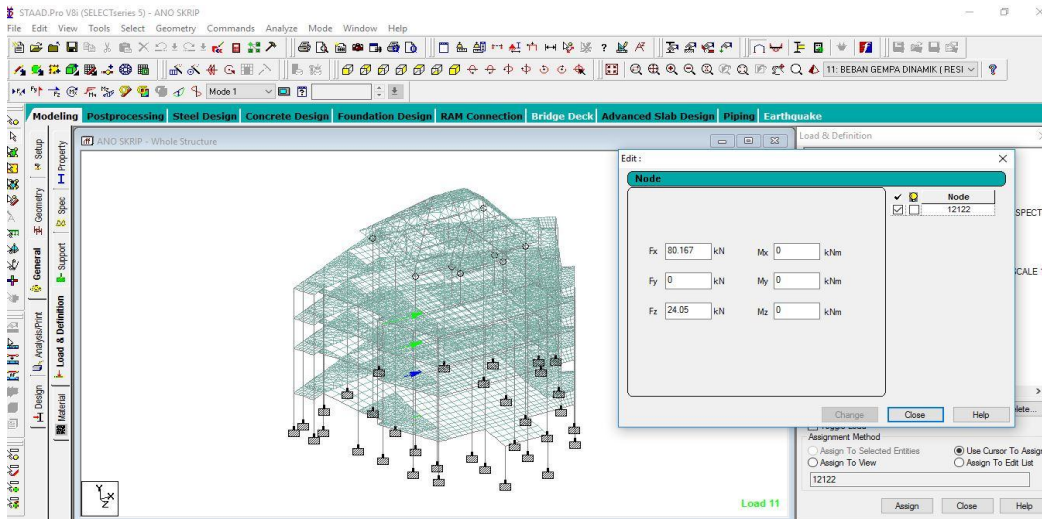 STAAD.Pro V8i (SELECTseries 5) - ANO SKRIP
File Edit View Tools Select Geometry Commands Analyze Mode Window Help
11: BEBAN GEMPA DINAMIK ( RESI
Mode 1
Modeling Postprocessing Steel Design Concrete Design Foundation Design RAM Connection Bridge Deck Advanced Slab Design Piping Earthquake
Setup
Geometry
General
Analysis/Print
Design
Property
Spec
Support
Load & Definition
Material
ANO SKRIP - Whole Structure
Y
X
Z
Load 11
Load & Definition
Edit :
Node
Node
12122
Fx 80.167 kN Mx 0 kNm
Fy 0 kN My 0 kNm
Fz 24.05 kN Mz 0 kNm
Change Close Help
SPECT
SCALE
lete...
Toggle Load
Assignment Method
Assign To Selected Entities Use Cursor To Assign
Assign To View Assign To Edit List
12122
Assign Close Help